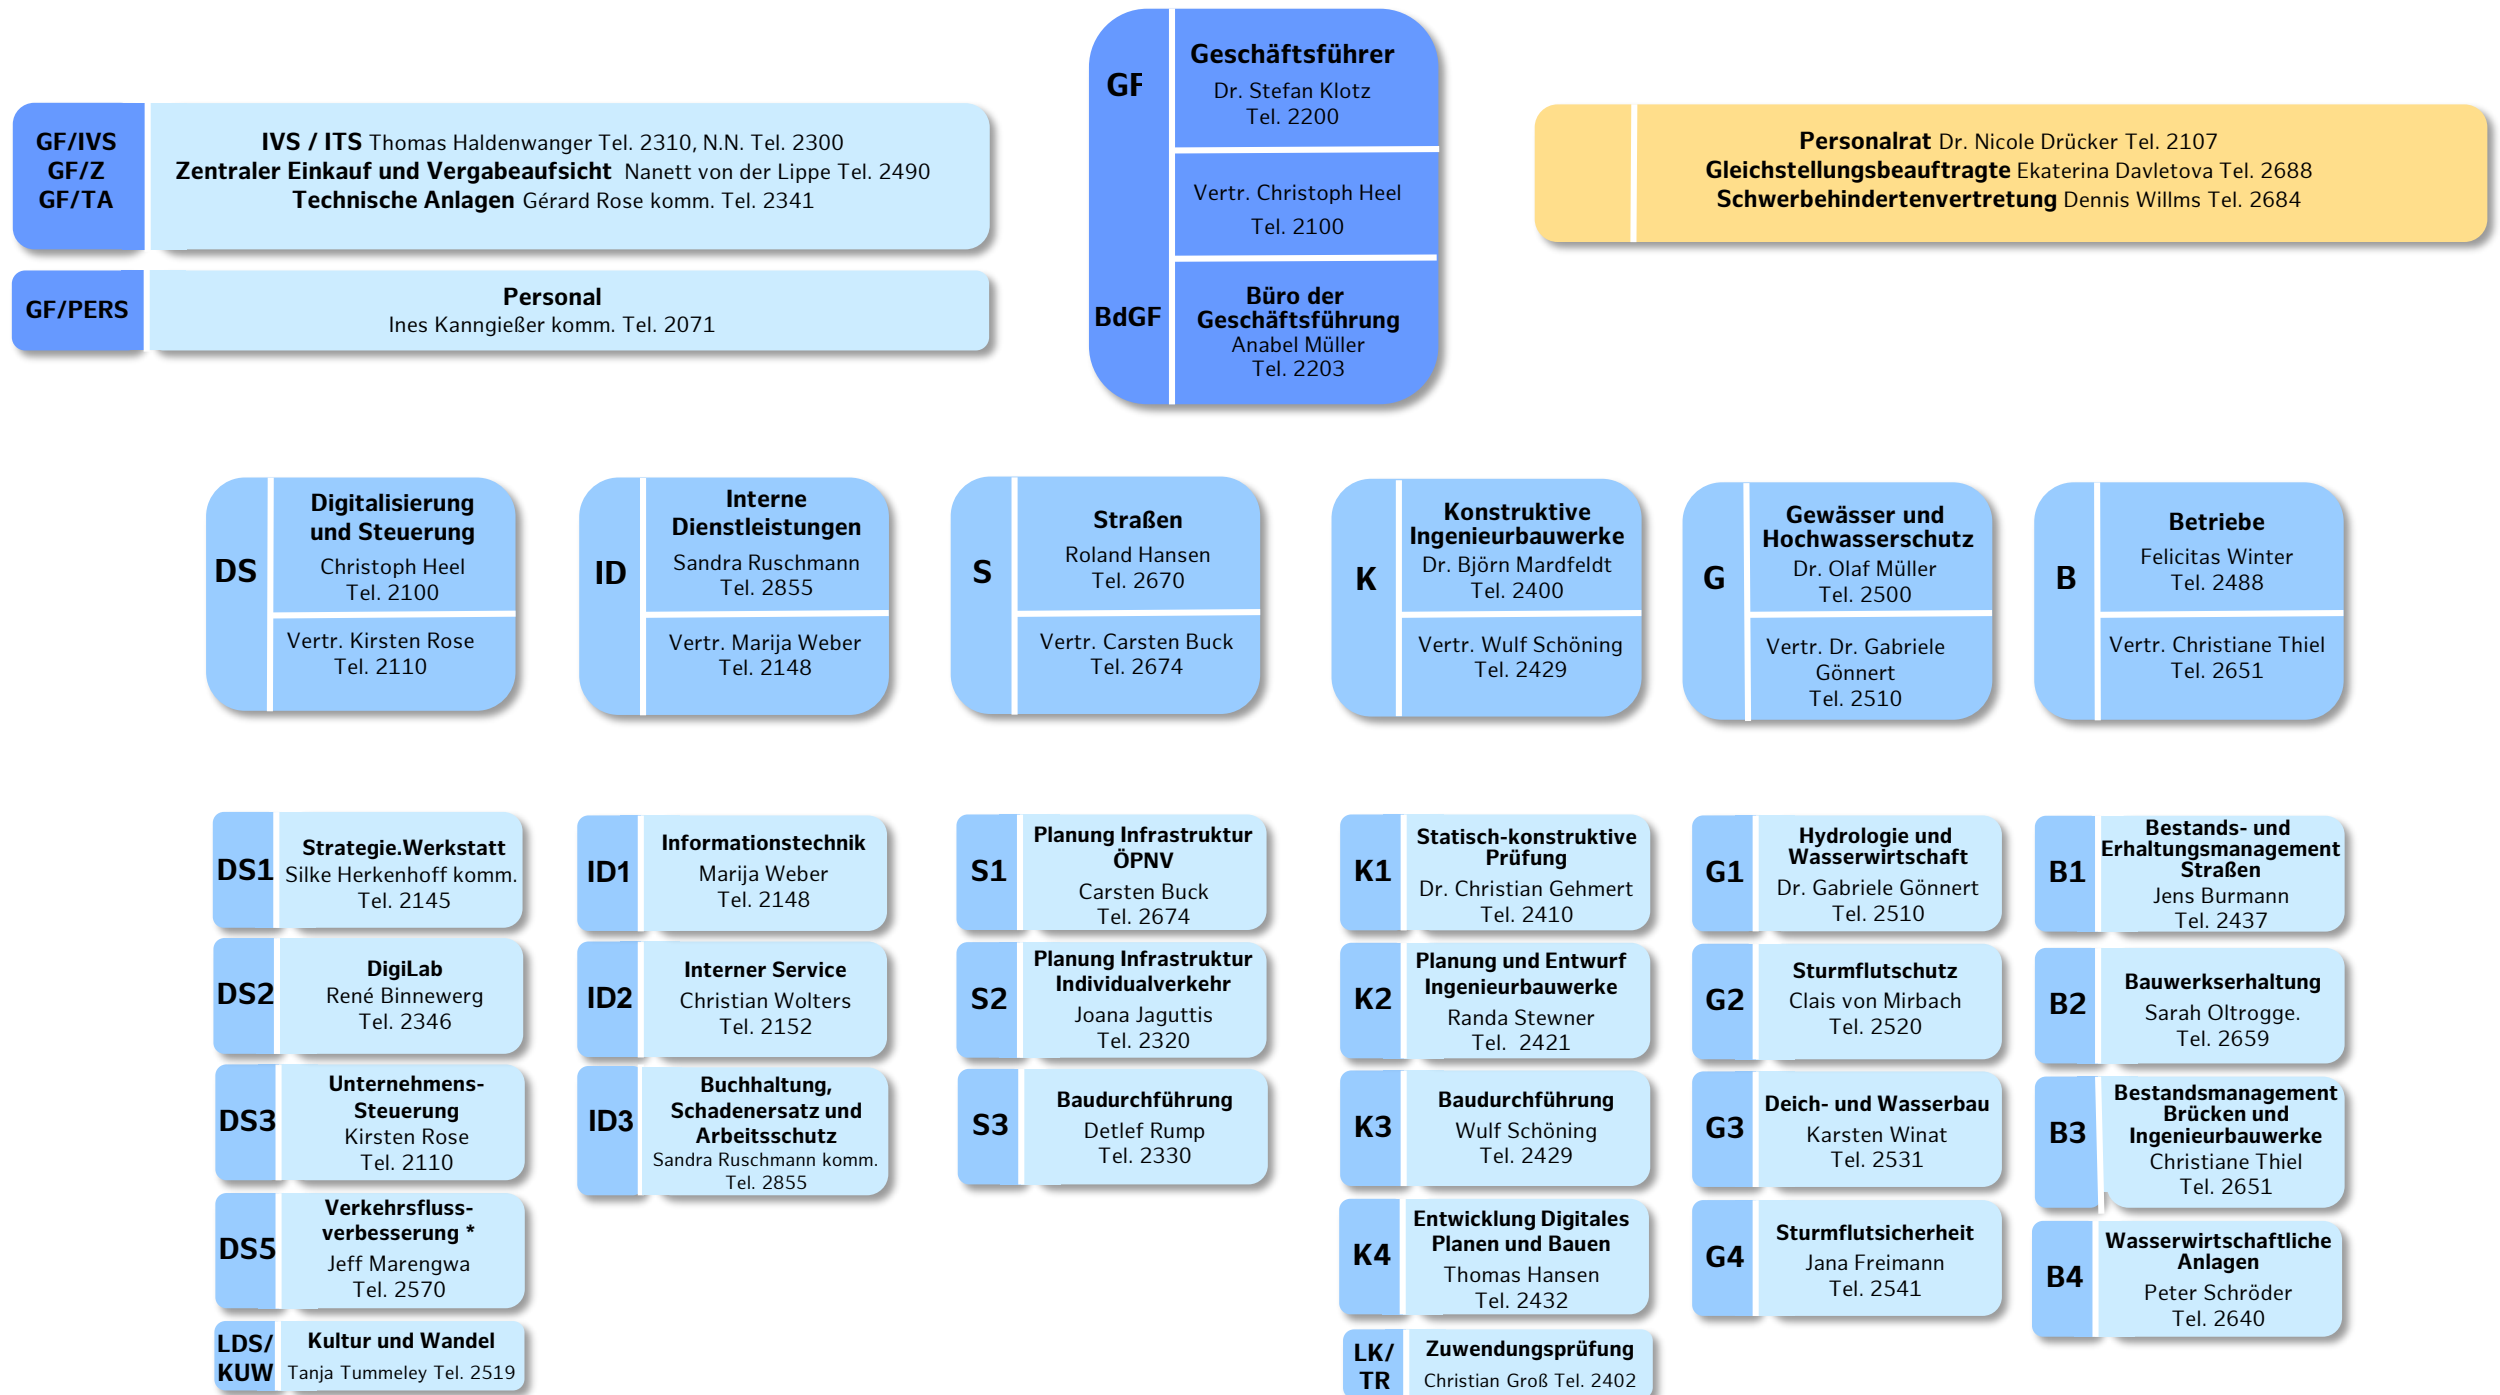 GF
Geschäftsführer
Dr. Stefan Klotz
Tel. 2200
Vertr. Christoph Heel
Tel. 2100
BdGF
Büro der
Geschäftsführung
Anabel Müller
Tel. 2203
GF/IVS
GF/Z
GF/TA
IVS / ITS Thomas Haldenwanger Tel. 2310, N.N. Tel. 2300
Zentraler Einkauf und Vergabeaufsicht Nanett von der Lippe Tel. 2490
Technische Anlagen Gérard Rose komm. Tel. 2341
GF/PERS
Personal
Ines Kanngießer komm. Tel. 2071
Personalrat Dr. Nicole Drücker Tel. 2107
Gleichstellungsbeauftragte Ekaterina Davletova Tel. 2688
Schwerbehindertenvertretung Dennis Willms Tel. 2684
DS
Digitalisierung
und Steuerung
Christoph Heel
Tel. 2100
Vertr. Kirsten Rose
Tel. 2110
ID
Interne
Dienstleistungen
Sandra Ruschmann
Tel. 2855
Vertr. Marija Weber
Tel. 2148
S
Straßen
Roland Hansen
Tel. 2670
Vertr. Carsten Buck
Tel. 2674
K
Konstruktive
Ingenieurbauwerke
Dr. Björn Mardfeldt
Tel. 2400
Vertr. Wulf Schöning
Tel. 2429
G
Gewässer und
Hochwasserschutz
Dr. Olaf Müller
Tel. 2500
Vertr. Dr. Gabriele
Gönnert
Tel. 2510
B
Betriebe
Felicitas Winter
Tel. 2488
Vertr. Christiane Thiel
Tel. 2651
DS1
Strategie.Werkstatt
Silke Herkenhoff komm.
Tel. 2145
DS2
DigiLab
René Binnewerg
Tel. 2346
DS3
Unternehmens-
Steuerung
Kirsten Rose
Tel. 2110
DS5
Verkehrsfluss-
verbesserung *
Jeff Marengwa
Tel. 2570
LDS/
KUW
Kultur und Wandel
Tanja Tummeley Tel. 2519
ID1
Informationstechnik
Marija Weber
Tel. 2148
ID2
Interner Service
Christian Wolters
Tel. 2152
ID3
Buchhaltung,
Schadenersatz und
Arbeitsschutz
Sandra Ruschmann komm.
Tel. 2855
S1
Planung Infrastruktur
ÖPNV
Carsten Buck
Tel. 2674
S2
Planung Infrastruktur
Individualverkehr
Joana Jaguttis
Tel. 2320
S3
Baudurchführung
Detlef Rump
Tel. 2330
K1
Statisch-konstruktive
Prüfung
Dr. Christian Gehmert
Tel. 2410
K2
Planung und Entwurf
Ingenieurbauwerke
Randa Stewner
Tel. 2421
K3
Baudurchführung
Wulf Schöning
Tel. 2429
K4
Entwicklung Digitales
Planen und Bauen
Thomas Hansen
Tel. 2432
LK/
TR
Zuwendungsprüfung
Christian Groß Tel. 2402
G1
Hydrologie und
Wasserwirtschaft
Dr. Gabriele Gönnert
Tel. 2510
G2
Sturmflutschutz
Clais von Mirbach
Tel. 2520
G3
Deich- und Wasserbau
Karsten Winat
Tel. 2531
G4
Sturmflutsicherheit
Jana Freimann
Tel. 2541
B1
Bestands- und
Erhaltungsmanagement
Straßen
Jens Burmann
Tel. 2437
B2
Bauwerkserhaltung
Sarah Oltrogge.
Tel. 2659
B3
Bestandsmanagement
Brücken und
Ingenieurbauwerke
Christiane Thiel
Tel. 2651
B4
Wasserwirtschaftliche
Anlagen
Peter Schröder
Tel. 2640